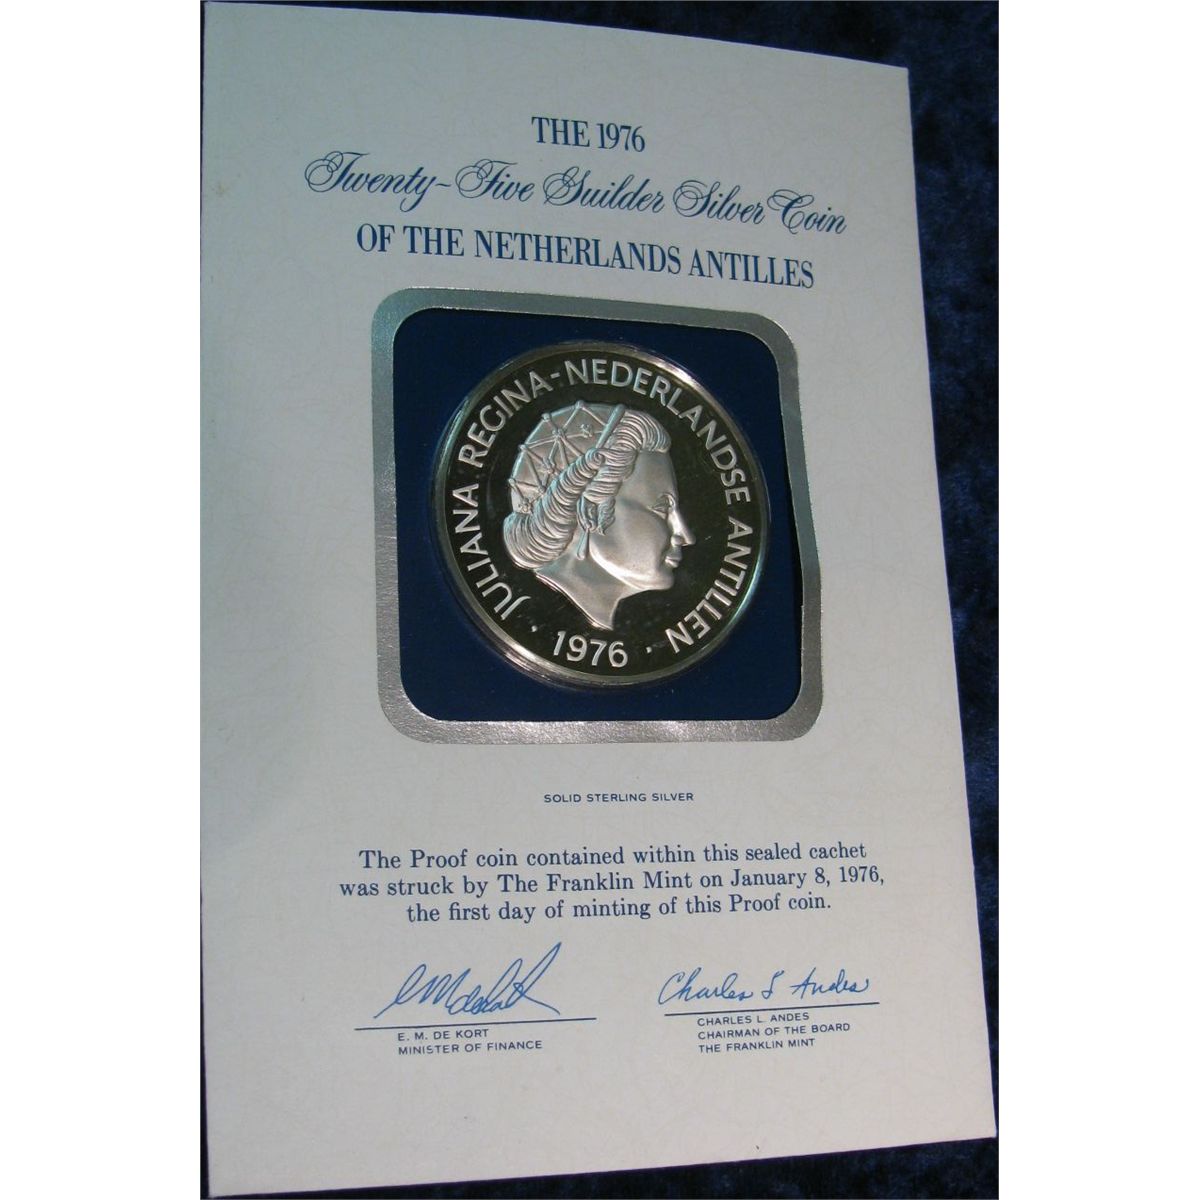 THE 1976
Twenty-Five Guilder Silver Coin
OF THE NETHERLANDS ANTILLES
JULIANA REGINA-NEDERLANDSE ANTILLEN
· 1976 ·
SOLID STERLING SILVER
The Proof coin contained within this sealed cachet
was struck by The Franklin Mint on January 8, 1976,
the first day of minting of this Proof coin.
E M de Kort
Charles L Andes
E. M. DE KORT
MINISTER OF FINANCE
CHARLES L. ANDES
CHAIRMAN OF THE BOARD
THE FRANKLIN MINT